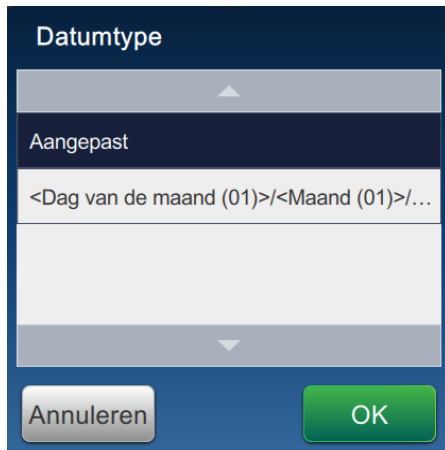 Datumtype
Aangepast
<Dag van de maand (01)>/<Maand (01)>/...
Annuleren
OK